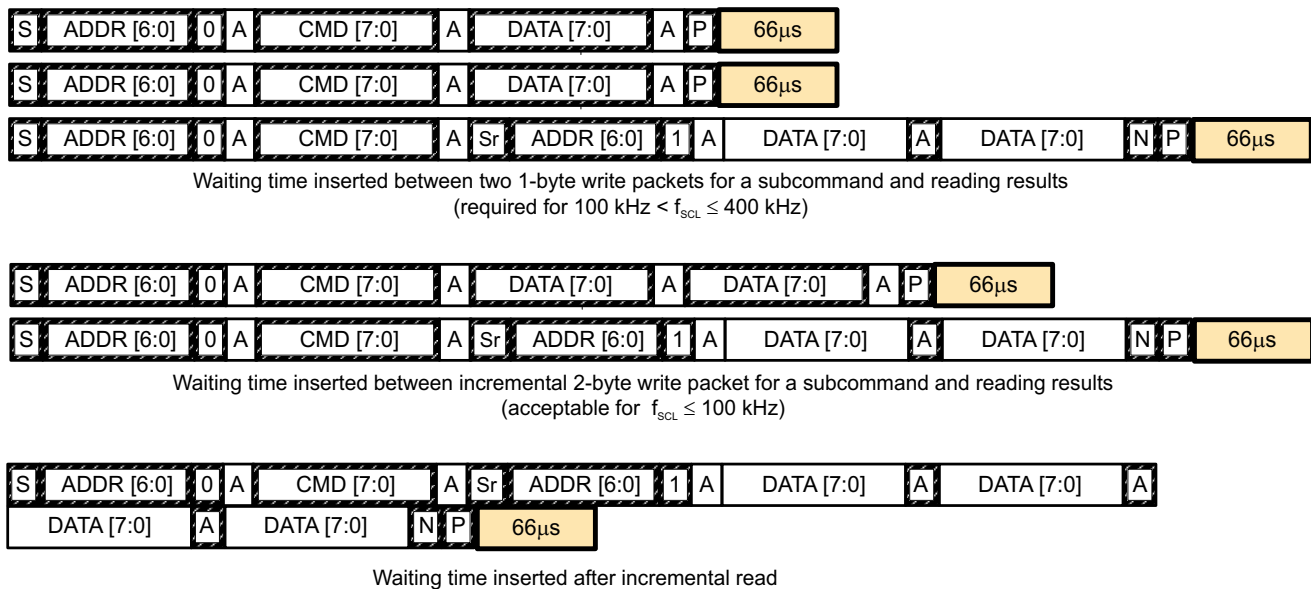 S ADDR [6:0] 0 A CMD [7:0] A DATA [7:0] A P 66μs
S ADDR [6:0] 0 A CMD [7:0] A DATA [7:0] A P 66μs
S ADDR [6:0] 0 A CMD [7:0] A Sr ADDR [6:0] 1 A DATA [7:0] A DATA [7:0] N P 66μs
Waiting time inserted between two 1-byte write packets for a subcommand and reading results
(required for 100 kHz < fSCL ≤ 400 kHz)
S ADDR [6:0] 0 A CMD [7:0] A DATA [7:0] A DATA [7:0] A P 66μs
S ADDR [6:0] 0 A CMD [7:0] A Sr ADDR [6:0] 1 A DATA [7:0] A DATA [7:0] N P 66μs
Waiting time inserted between incremental 2-byte write packet for a subcommand and reading results
(acceptable for fSCL ≤ 100 kHz)
S ADDR [6:0] 0 A CMD [7:0] A Sr ADDR [6:0] 1 A DATA [7:0] A DATA [7:0] A
DATA [7:0] A DATA [7:0] N P 66μs
Waiting time inserted after incremental read